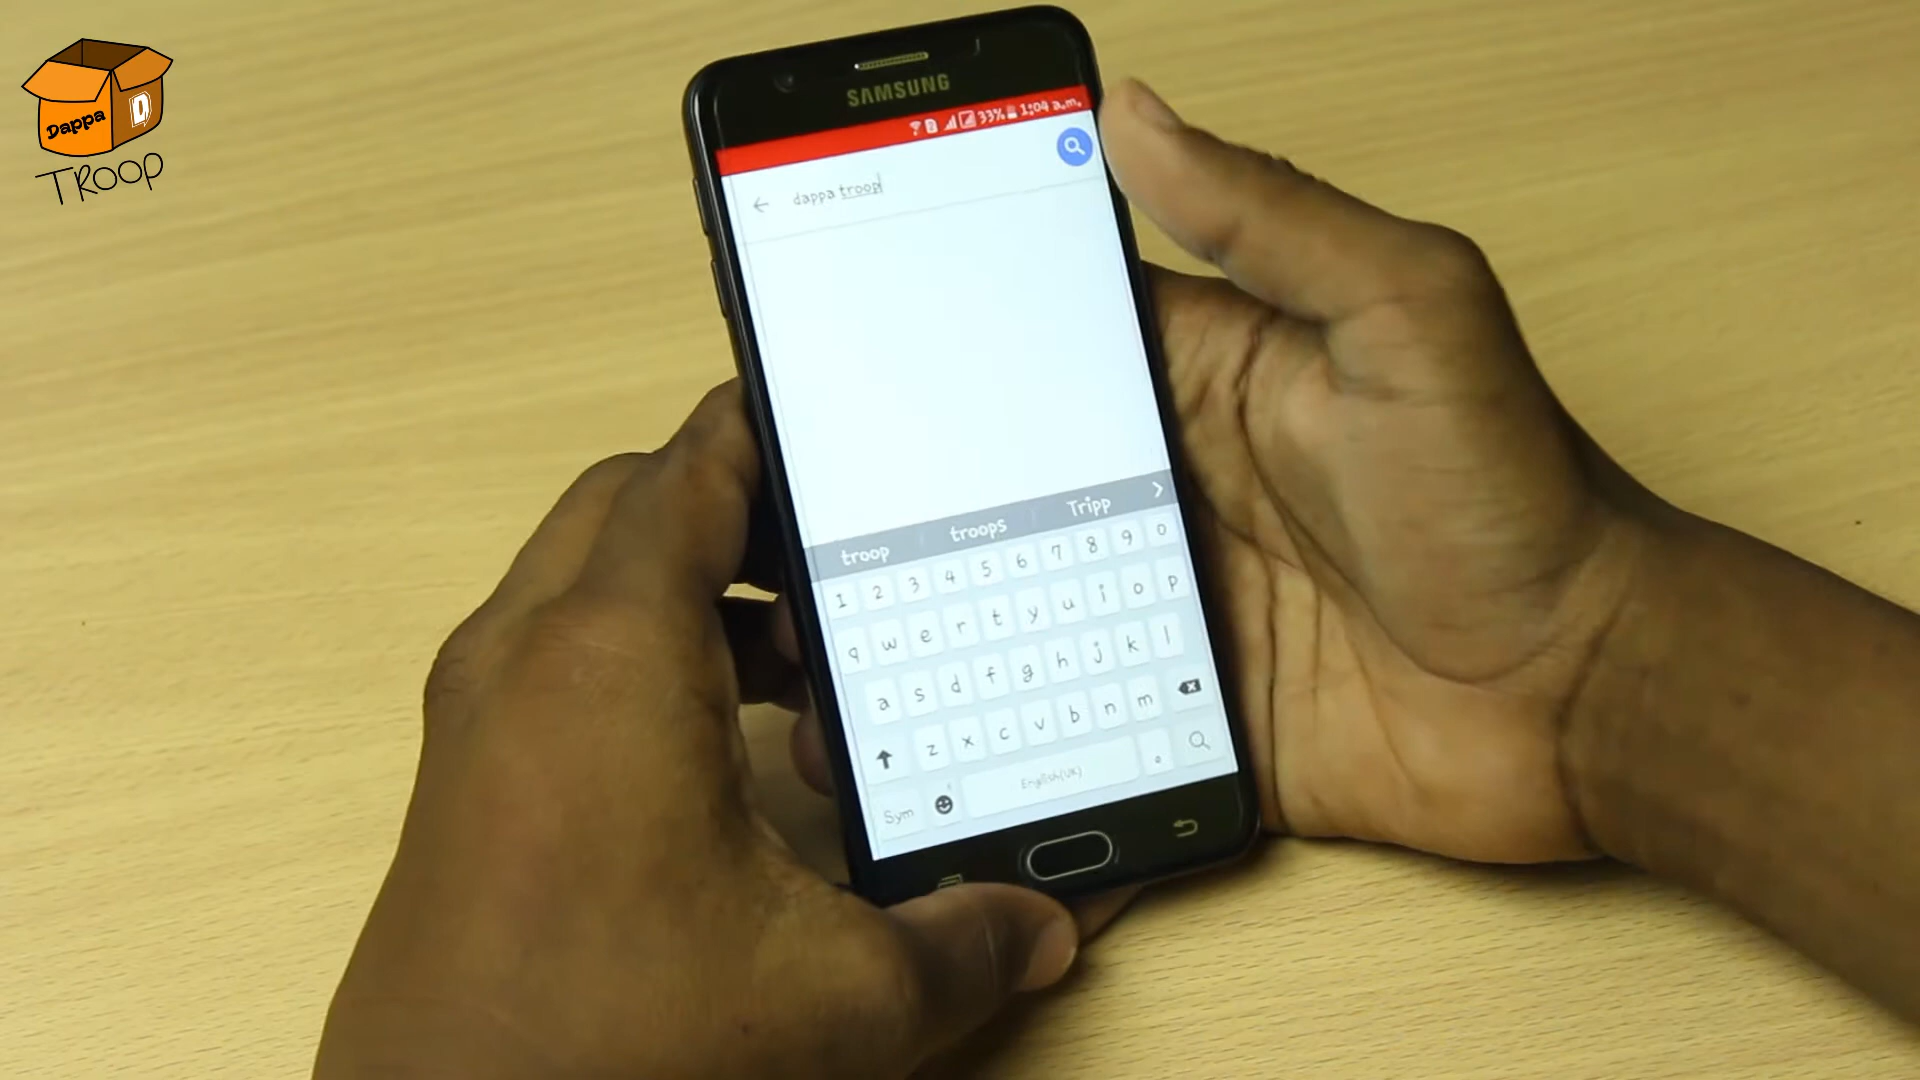 Dappa D
TROOP
SAMSUNG
33% 1:04 a.m.
dappa troop
troop troops Tripp
1 2 3 4 5 6 7 8 9 0
q w e r t y u i o p
a s d f g h j k l
z x c v b n m
Sym English(UK) .